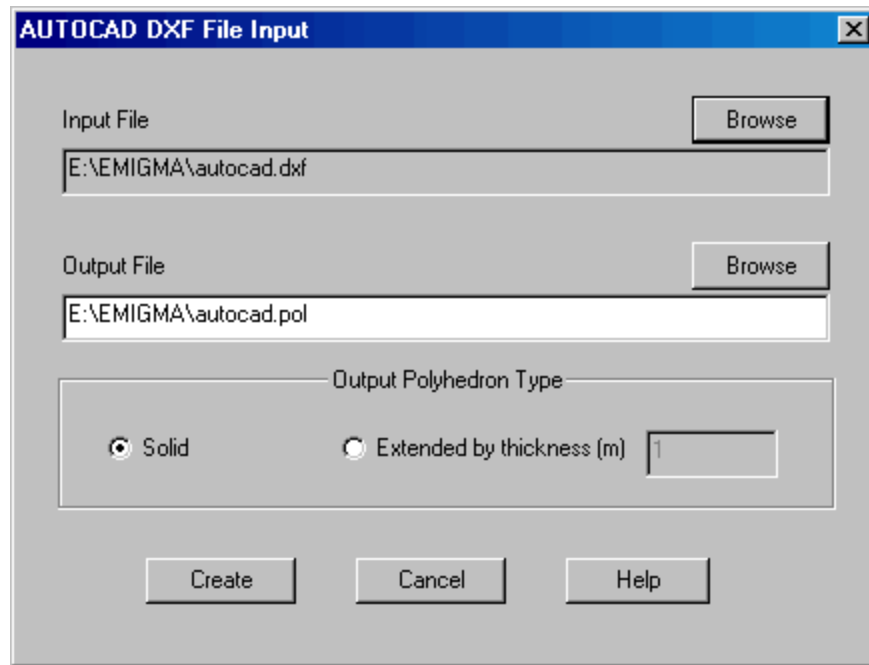 AUTOCAD DXF File Input
Input File
Browse
E:\EMIGMA\autocad.dxf
Output File
Browse
E:\EMIGMA\autocad.pol
Output Polyhedron Type
Solid
Extended by thickness (m)
1
Create
Cancel
Help